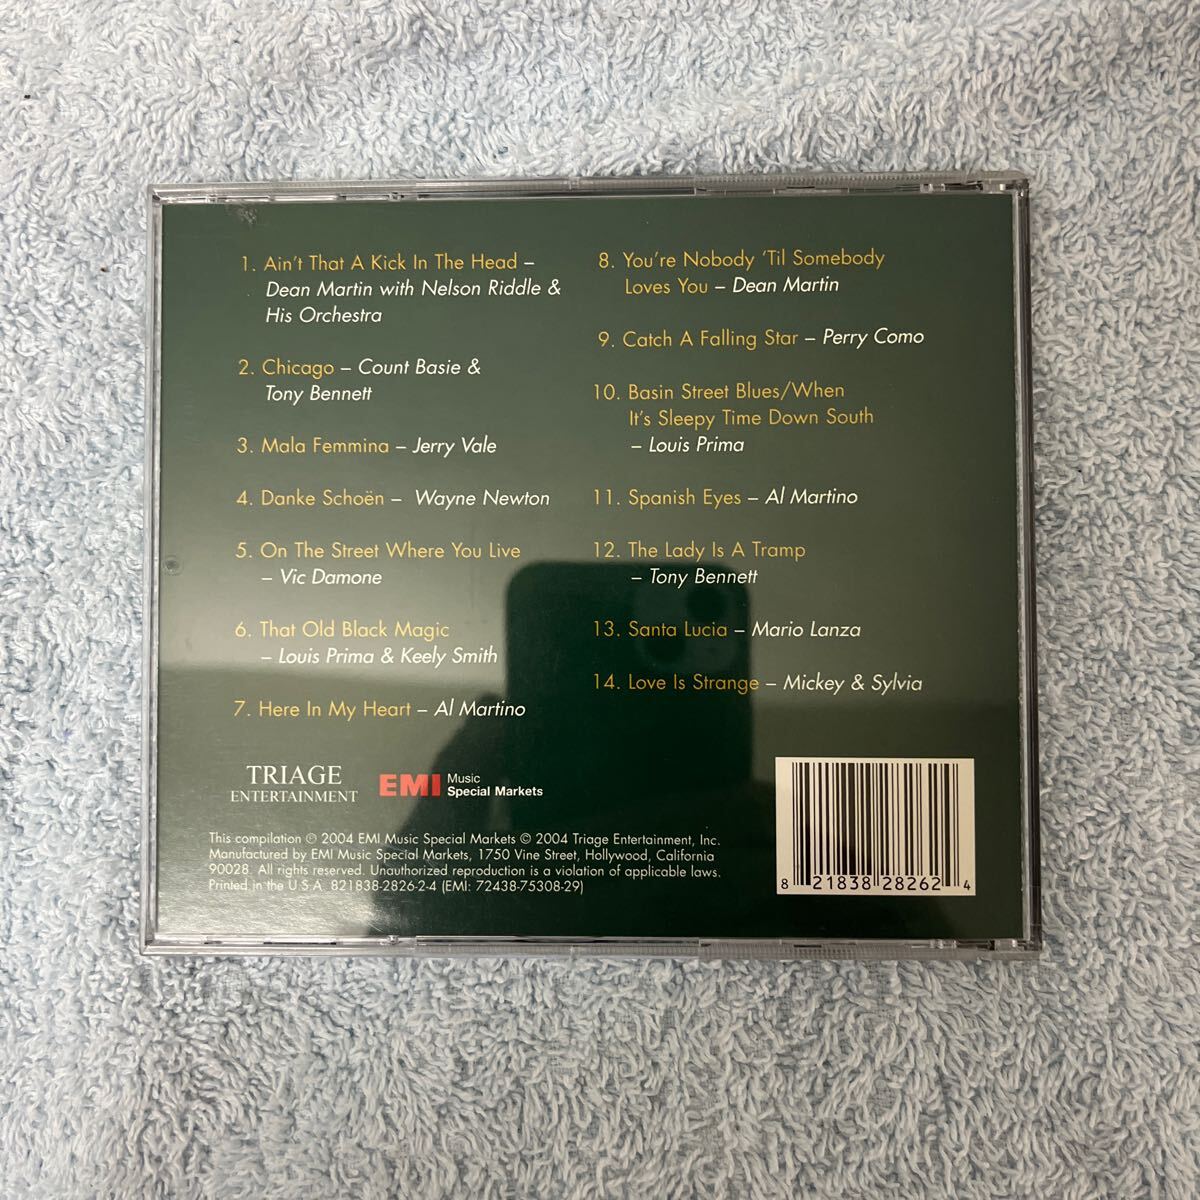 1. Ain't That A Kick In The Head –
Dean Martin with Nelson Riddle &
His Orchestra
2. Chicago – Count Basie &
Tony Bennett
3. Mala Femmina – Jerry Vale
4. Danke Schoën – Wayne Newton
5. On The Street Where You Live
– Vic Damone
6. That Old Black Magic
– Louis Prima & Keely Smith
7. Here In My Heart – Al Martino
8. You're Nobody 'Til Somebody
Loves You – Dean Martin
9. Catch A Falling Star – Perry Como
10. Basin Street Blues/When
It's Sleepy Time Down South
– Louis Prima
11. Spanish Eyes – Al Martino
12. The Lady Is A Tramp
– Tony Bennett
13. Santa Lucia – Mario Lanza
14. Love Is Strange – Mickey & Sylvia
TRIAGE
ENTERTAINMENT
EMI Music
Special Markets
This compilation ℗ 2004 EMI Music Special Markets © 2004 Triage Entertainment, Inc.
Manufactured by EMI Music Special Markets, 1750 Vine Street, Hollywood, California
90028. All rights reserved. Unauthorized reproduction is a violation of applicable laws.
Printed in the U.S.A. 821838-2826-2-4 (EMI: 72438-75308-29)
8 21838 28262 4